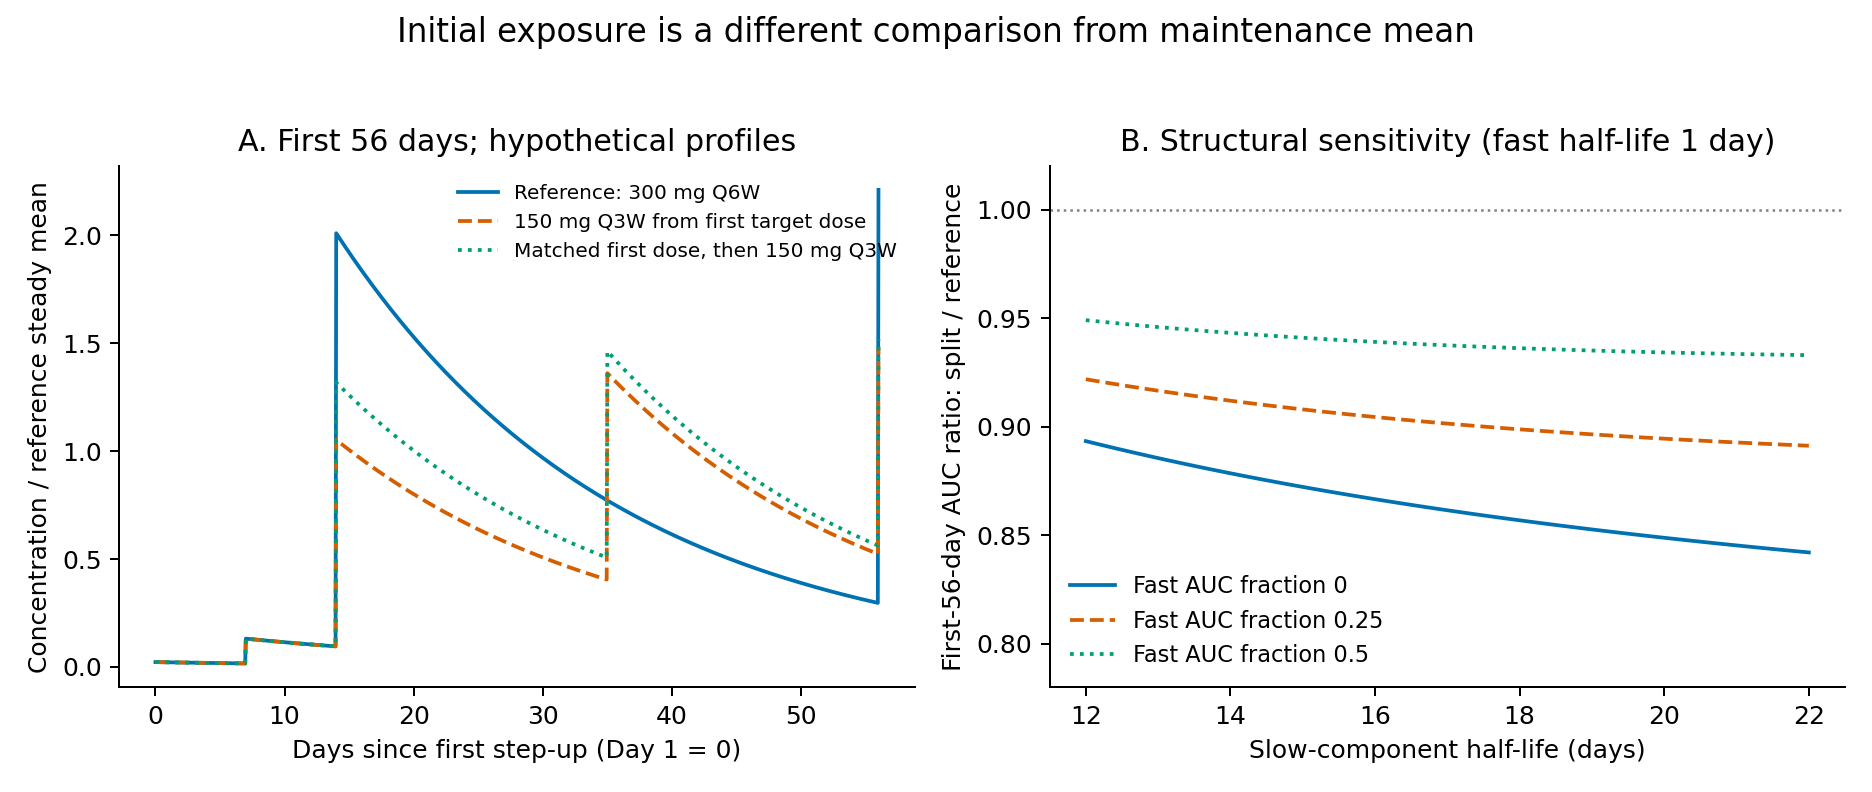 Initial exposure is a different comparison from maintenance mean
A. First 56 days; hypothetical profiles
Concentration / reference steady mean
2.0
1.5
1.0
0.5
0.0
Reference: 300 mg Q6W
150 mg Q3W from first target dose
Matched first dose, then 150 mg Q3W
0 10 20 30 40 50
Days since first step-up (Day 1 = 0)
B. Structural sensitivity (fast half-life 1 day)
First-56-day AUC ratio: split / reference
1.00
0.95
0.90
0.85
0.80
Fast AUC fraction 0
Fast AUC fraction 0.25
Fast AUC fraction 0.5
12 14 16 18 20 22
Slow-component half-life (days)